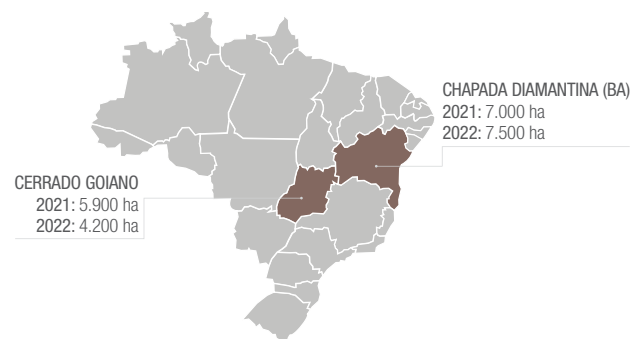 CHAPADA DIAMANTINA (BA)
2021: 7.000 ha
2022: 7.500 ha
CERRADO GOIANO
2021: 5.900 ha
2022: 4.200 ha